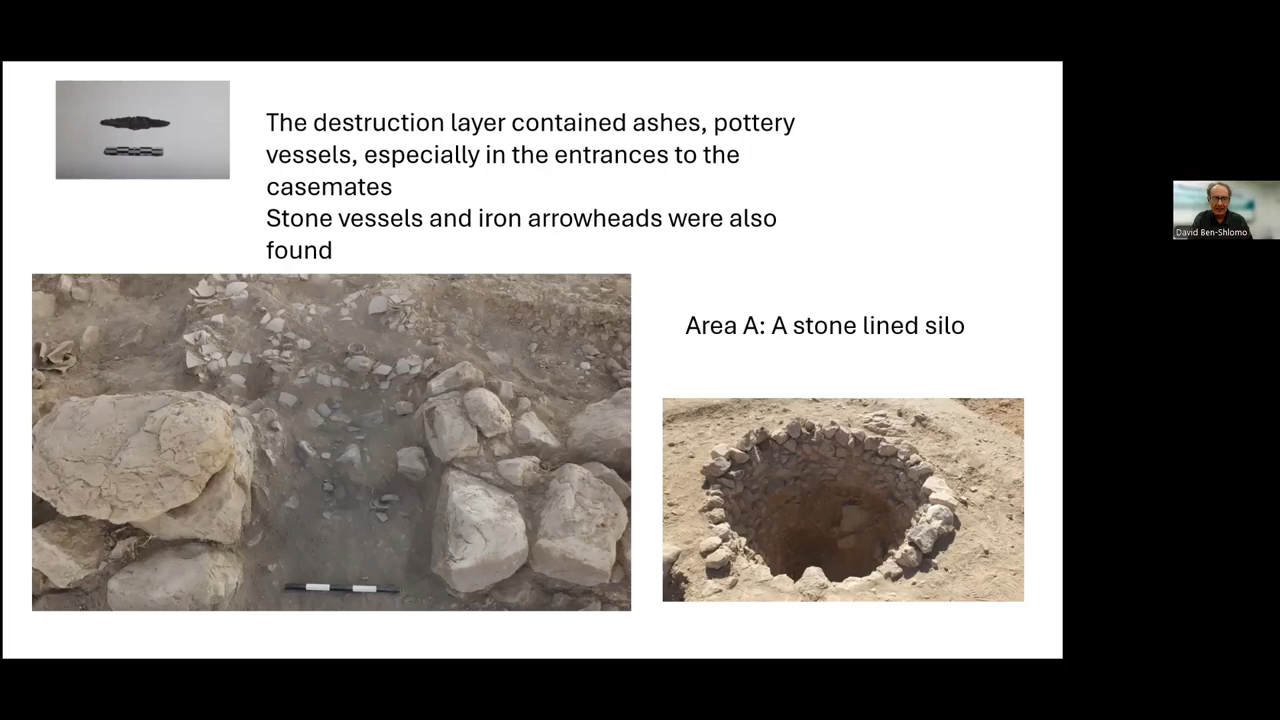 The destruction layer contained ashes, pottery
vessels, especially in the entrances to the
casemates
Stone vessels and iron arrowheads were also
found
Area A: A stone lined silo
David Ben-Shlomo